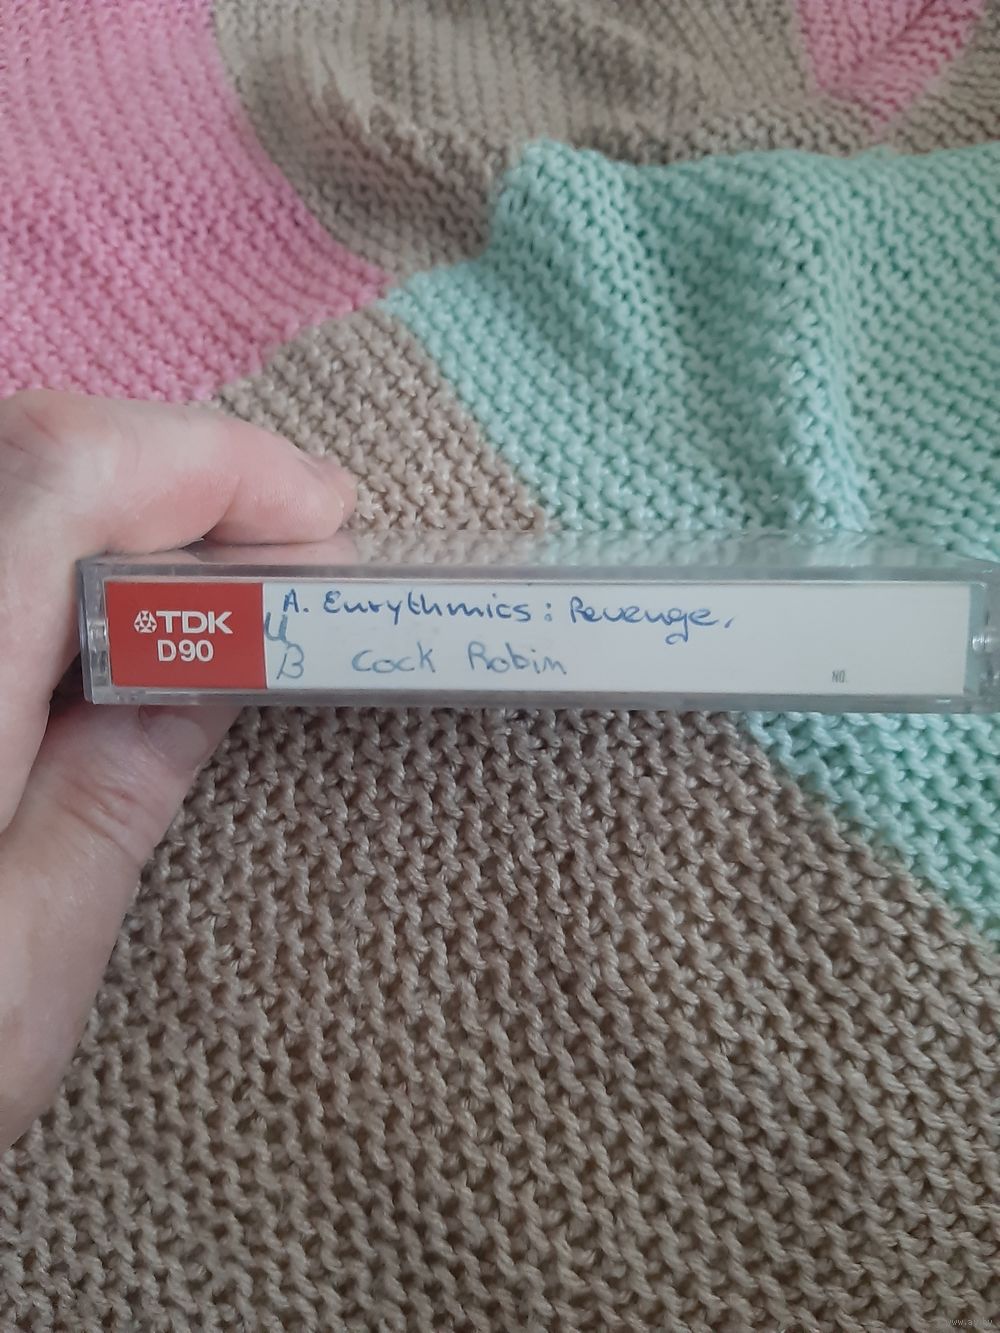 TDK
D90
A. Eurythmics: Revenge.
B Cock Robin
NO.